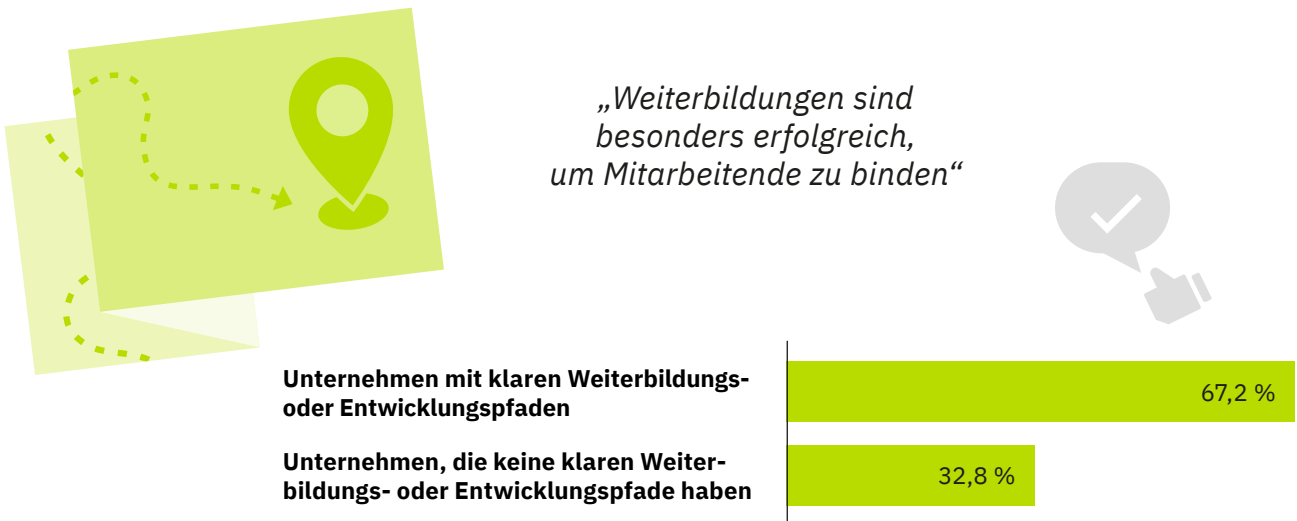 „Weiterbildungen sind
besonders erfolgreich,
um Mitarbeitende zu binden“
Unternehmen mit klaren Weiterbildungs-
oder Entwicklungspfaden
67,2 %
Unternehmen, die keine klaren Weiter-
bildungs- oder Entwicklungspfade haben
32,8 %